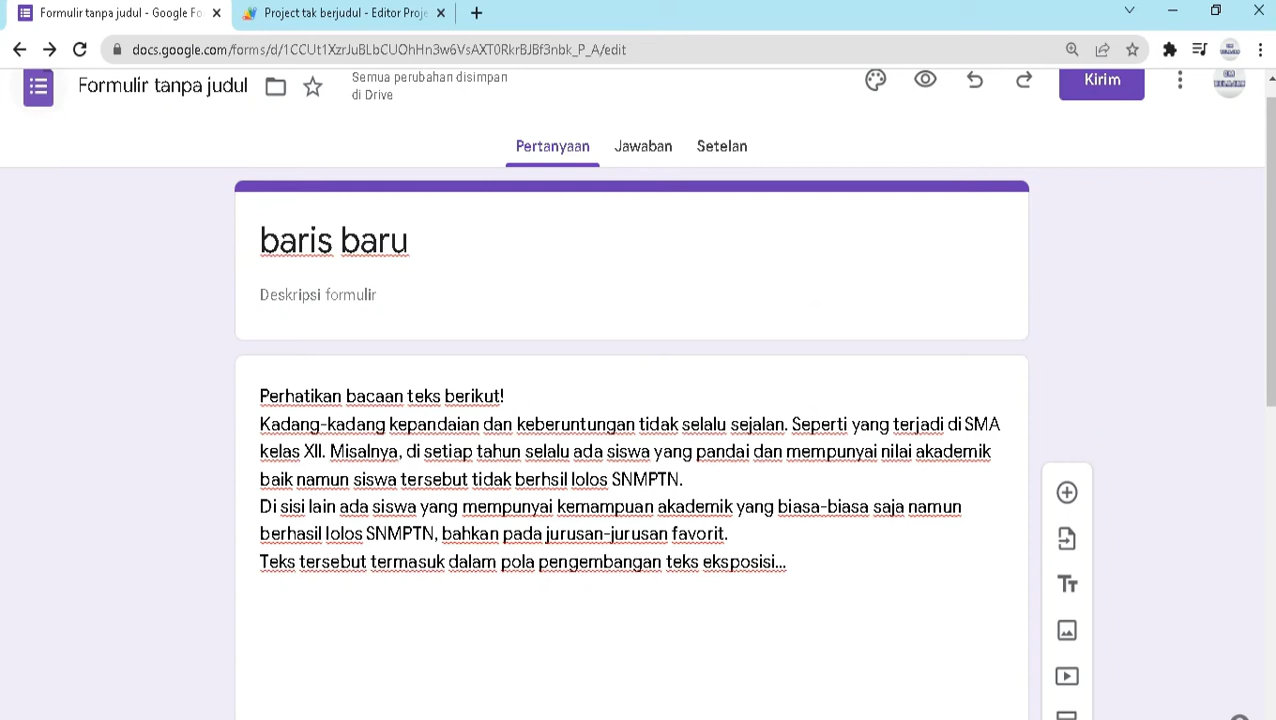 Formulir tanpa judul - Google Fo
Project tak berjudul - Editor Proje
docs.google.com/forms/d/1CCUt1XzrJuBLbCUOhHn3w6VsAXT0RkrBJBf3nbk_P_A/edit
Formulir tanpa judul
Semua perubahan disimpan
di Drive
Kirim
Pertanyaan Jawaban Setelan
baris baru
Deskripsi formulir
Perhatikan bacaan teks berikut!
Kadang-kadang kepandaian dan keberuntungan tidak selalu sejalan. Seperti yang terjadi di SMA
kelas XII. Misalnya, di setiap tahun selalu ada siswa yang pandai dan mempunyai nilai akademik
baik namun siswa tersebut tidak berhsil lolos SNMPTN.
Di sisi lain ada siswa yang mempunyai kemampuan akademik yang biasa-biasa saja namun
berhasil lolos SNMPTN, bahkan pada jurusan-jurusan favorit.
Teks tersebut termasuk dalam pola pengembangan teks eksposisi...
Tт